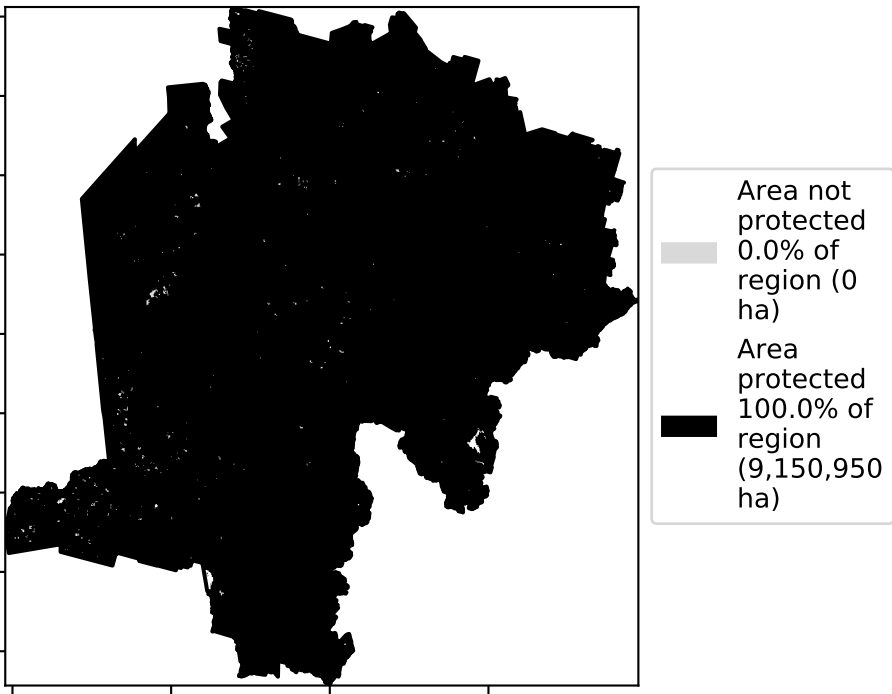 Area not
protected
0.0% of
region (0
ha)
Area
protected
100.0% of
region
(9,150,950
ha)